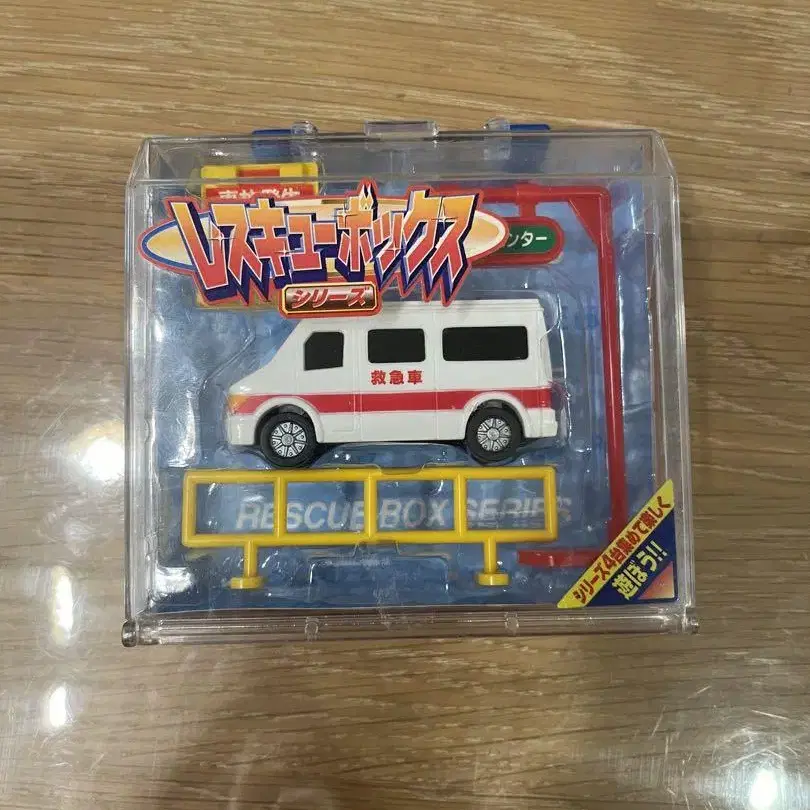 レスキューボックス
シリーズ
ンター
救急車
RESCUE BOX SERIES
シリーズ4台集めて楽しく
遊ぼう!!